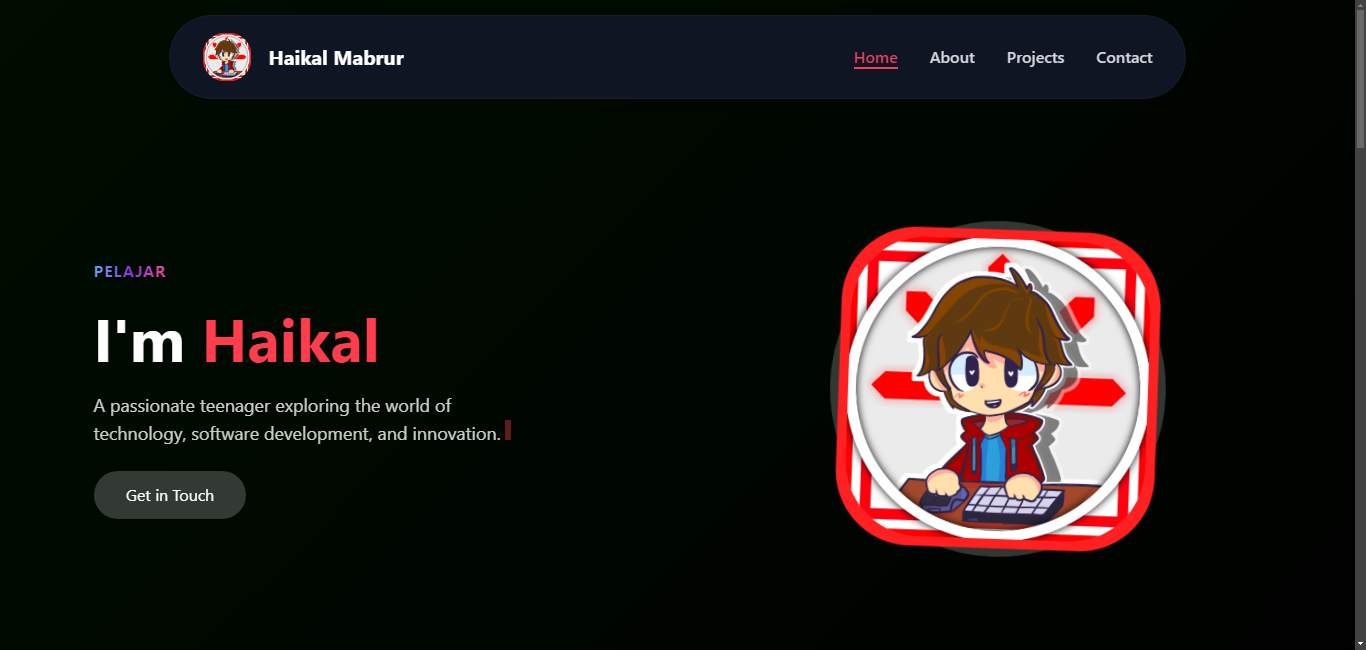 Haikal Mabrur
Home About Projects Contact
PELAJAR
I'm Haikal
A passionate teenager exploring the world of
technology, software development, and innovation.
Get in Touch